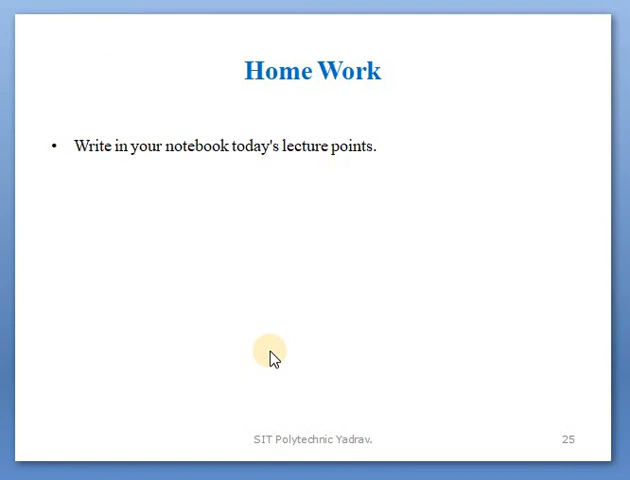 Home Work
• Write in your notebook today's lecture points.
SIT Polytechnic Yadrav.
25